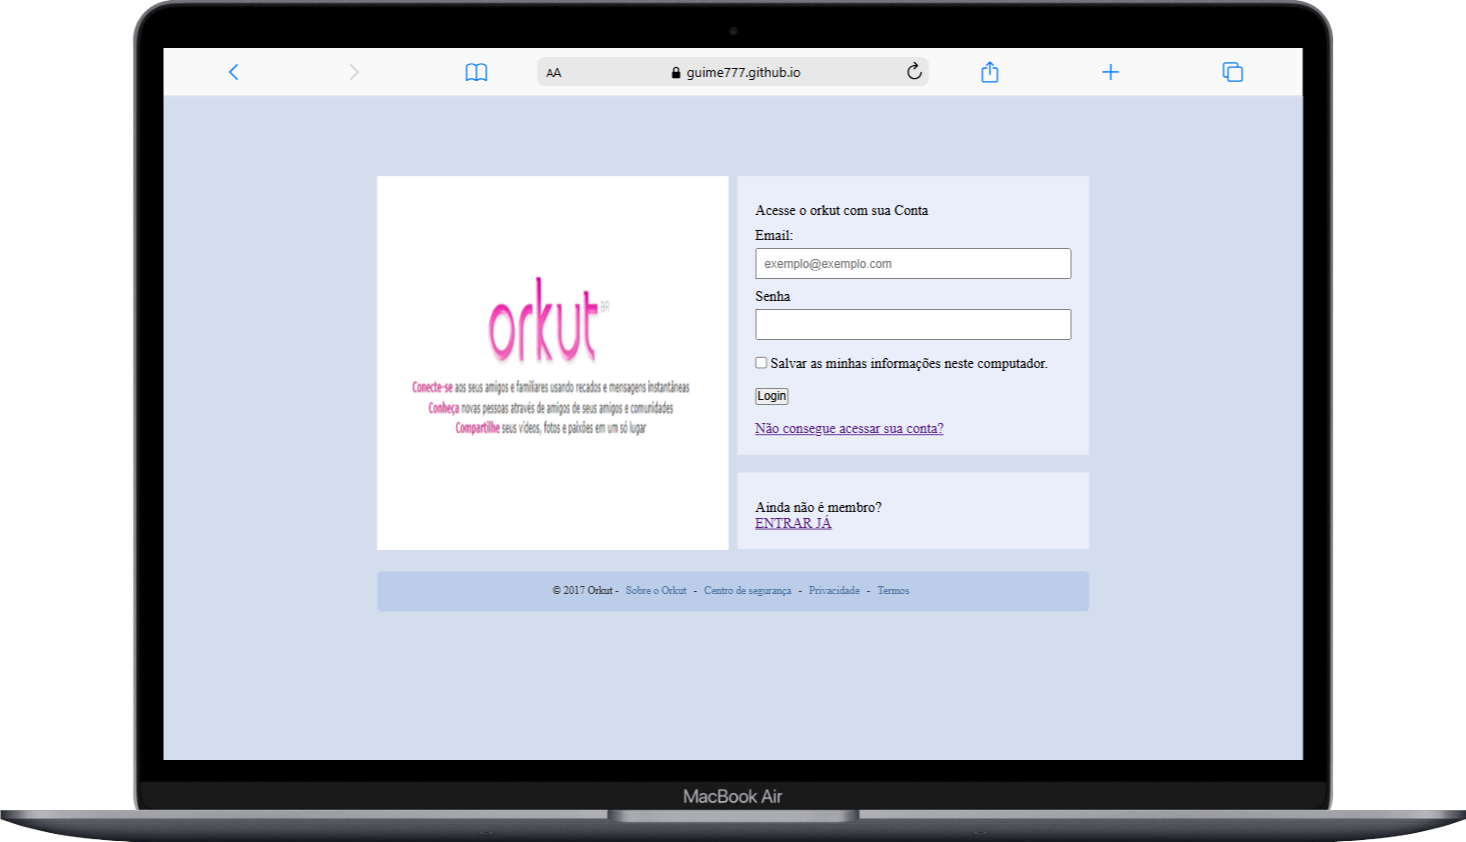 AA
guime777.github.io
orkut BR
Conecte-se aos seus amigos e familiares usando recados e mensagens instantâneas
Conheça novas pessoas através de amigos de seus amigos e comunidades
Compartilhe seus vídeos, fotos e paixões em um só lugar
Acesse o orkut com sua Conta
Email:
exemplo@exemplo.com
Senha
Salvar as minhas informações neste computador.
Login
Não consegue acessar sua conta?
Ainda não é membro?
ENTRAR JÁ
© 2017 Orkut - Sobre o Orkut - Centro de segurança - Privacidade - Termos
MacBook Air